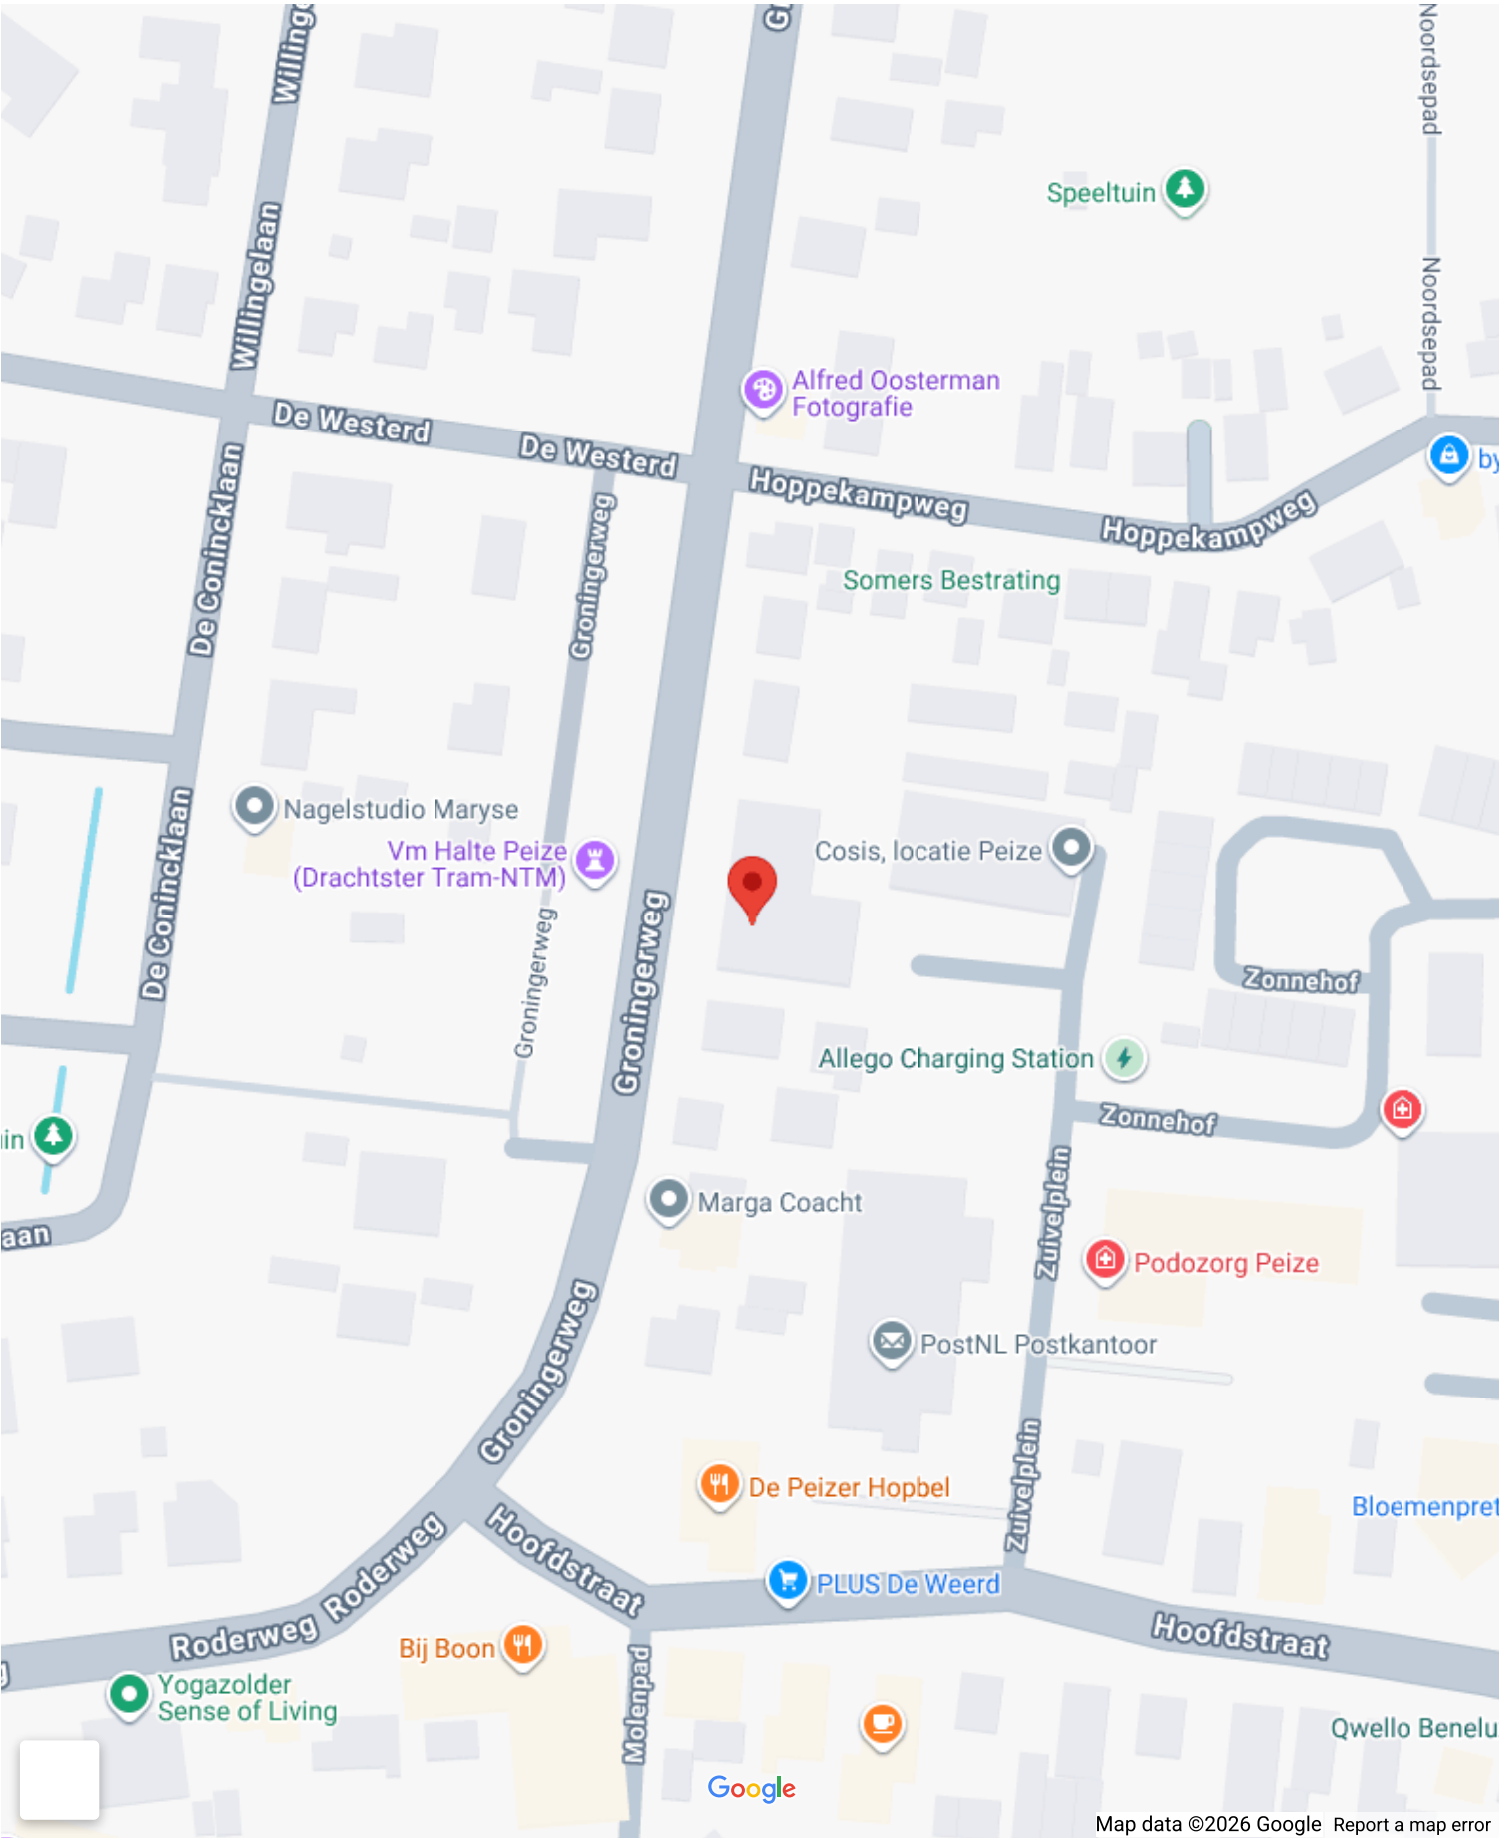 Noordsepad
Speeltuin
Willingelaan
Noordsepad
Alfred Oosterman
Fotografie
De Westerd
De Westerd
Hoppekampweg
Hoppekampweg
by
De Conincklaan
Groningerweg
Somers Bestrating
Nagelstudio Maryse
Vm Halte Peize
(Drachtster Tram-NTM)
Cosis, locatie Peize
De Conincklaan
Groningerweg
Groningerweg
Zonnehof
Allego Charging Station
Zonnehof
Marga Coacht
Zuivelplein
aan
Podozorg Peize
PostNL Postkantoor
Groningerweg
De Peizer Hopbel
Zuivelplein
Bloemenpret
Hoofdstraat
Roderweg
PLUS De Weerd
Roderweg
Bij Boon
Hoofdstraat
Molenpad
Yogazolder
Sense of Living
Qwello Benelu
Google
Map data ©2026 Google
Report a map error